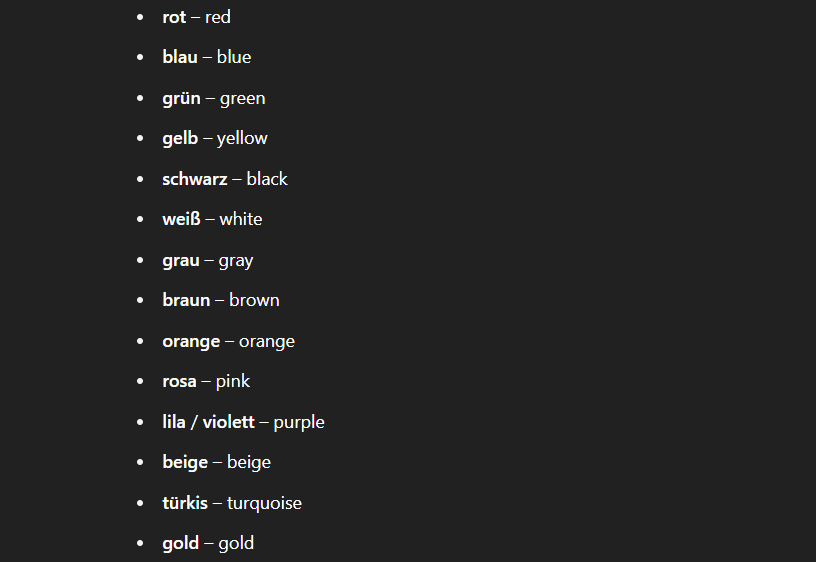 • rot – red
• blau – blue
• grün – green
• gelb – yellow
• schwarz – black
• weiß – white
• grau – gray
• braun – brown
• orange – orange
• rosa – pink
• lila / violett – purple
• beige – beige
• türkis – turquoise
• gold – gold